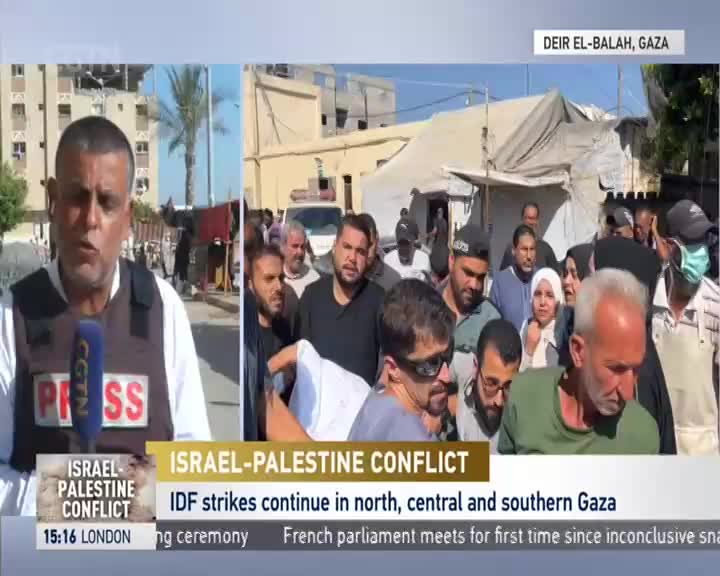 CGTN
DEIR EL-BALAH, GAZA
CGTN
PRESS
ISRAEL-
PALESTINE
CONFLICT
ISRAEL-PALESTINE CONFLICT
IDF strikes continue in north, central and southern Gaza
15:16 LONDON
ng ceremony French parliament meets for first time since inconclusive sna